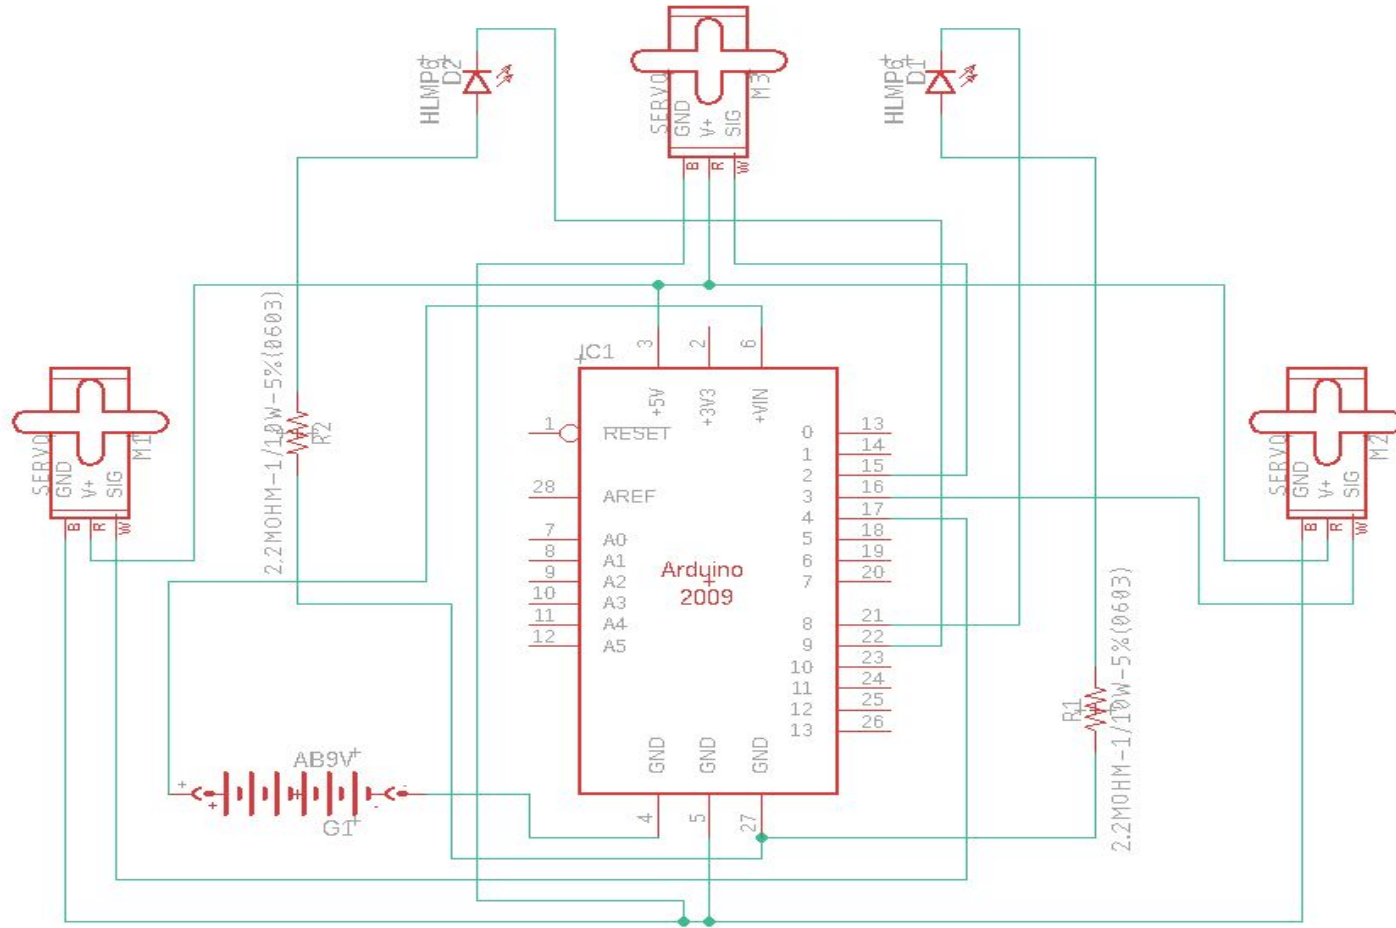 HLMP6
D2
SERVO
GND
V+
SIG
M3
B
R
W
HLMP6
D1
2.2MOHM-1/10W-5%(0603)
R2
IC1
3
2
6
+5V
+3V3
+VIN
1
RESET
28
AREF
7
A0
8
A1
9
A2
10
A3
11
A4
12
A5
Arduino
2009
0
13
1
14
2
15
3
16
4
17
5
18
6
19
7
20
8
21
9
22
10
23
11
24
12
25
13
26
GND
GND
GND
4
5
27
SERVO
GND
V+
SIG
M1
B
R
W
SERVO
GND
V+
SIG
M2
B
R
W
R1
2.2MOHM-1/10W-5%(0603)
AB9V
+
+
-
-
G1